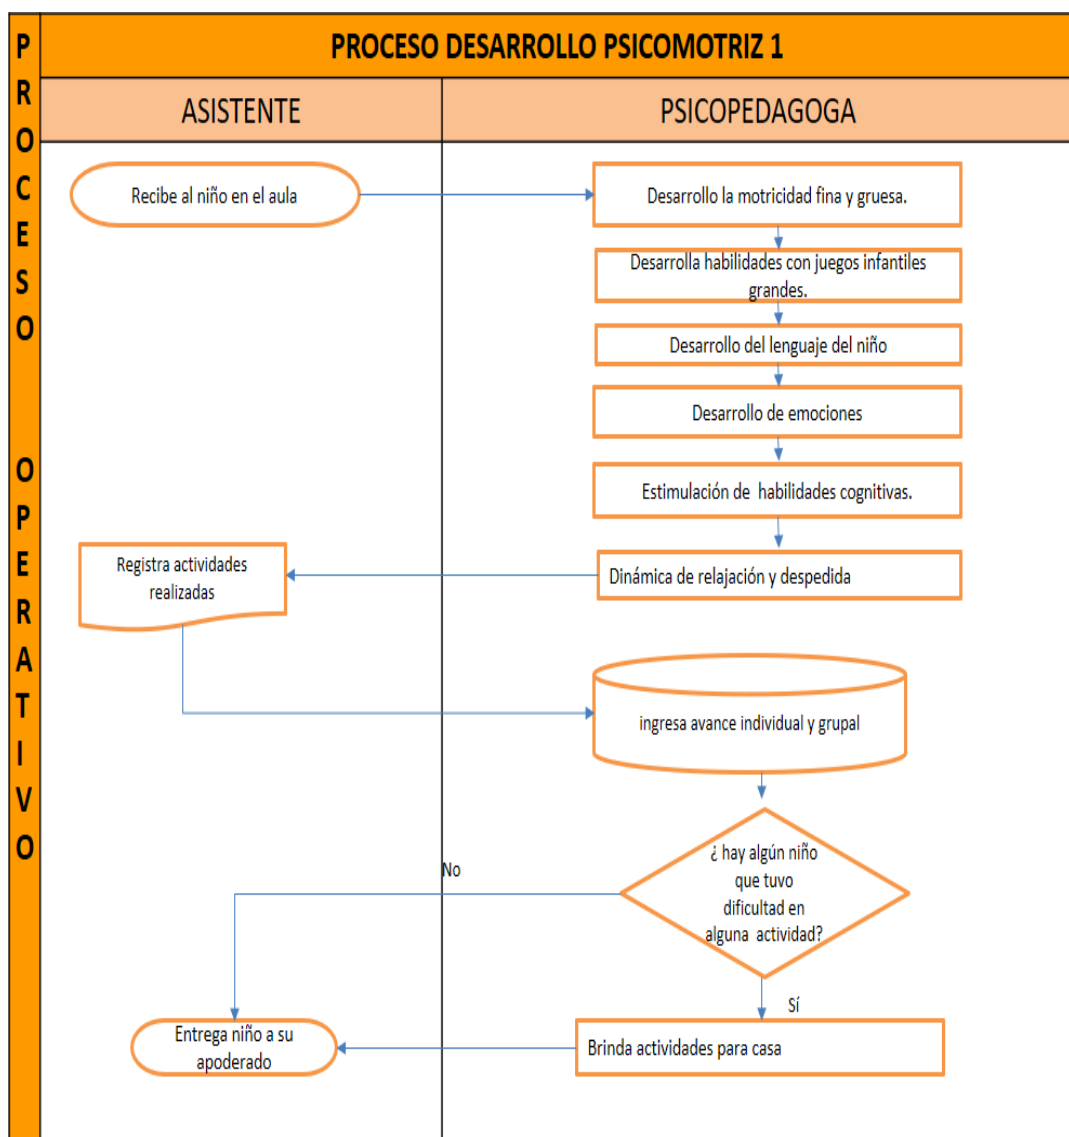 PROCESO OPERATIVO
PROCESO DESARROLLO PSICOMOTRIZ 1
ASISTENTE
PSICOPEDAGOGA
Recibe al niño en el aula
Desarrollo la motricidad fina y gruesa.
Desarrolla habilidades con juegos infantiles
grandes.
Desarrollo del lenguaje del niño
Desarrollo de emociones
Estimulación de habilidades cognitivas.
Registra actividades
realizadas
Dinámica de relajación y despedida
ingresa avance individual y grupal
¿ hay algún niño
que tuvo
dificultad en
alguna actividad?
No
Sí
Entrega niño a su
apoderado
Brinda actividades para casa